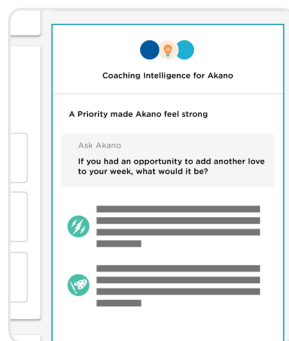 Coaching Intelligence for Akano
A Priority made Akano feel strong
Ask Akano
If you had an opportunity to add another love
to your week, what would it be?